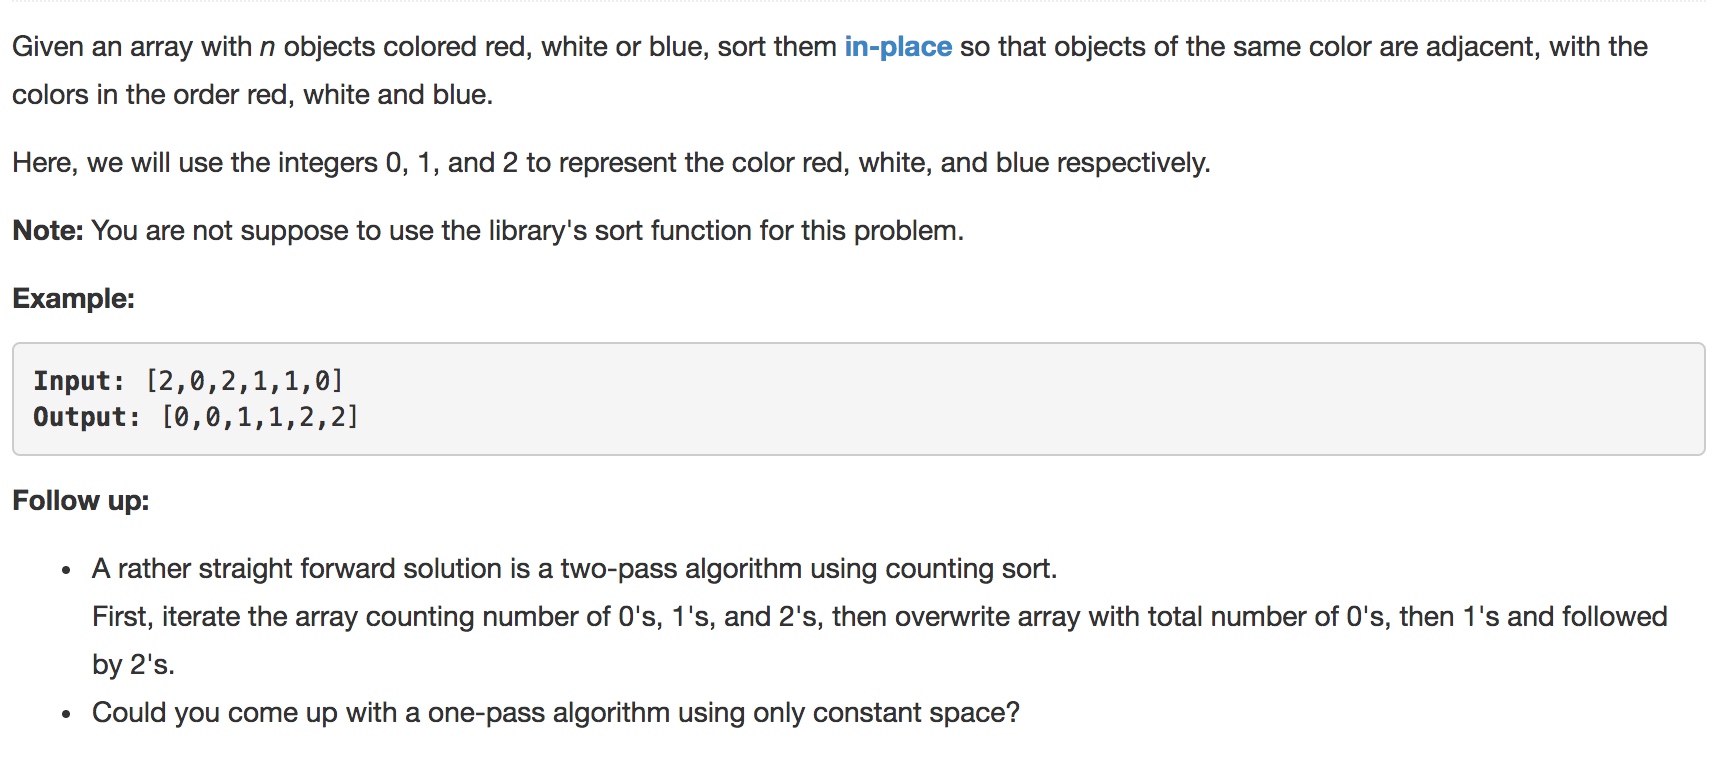 Given an array with n objects colored red, white or blue, sort them in-place so that objects of the same color are adjacent, with the
colors in the order red, white and blue.
Here, we will use the integers 0, 1, and 2 to represent the color red, white, and blue respectively.
Note: You are not suppose to use the library's sort function for this problem.
Example:
Input: [2,0,2,1,1,0]
Output: [0,0,1,1,2,2]
Follow up:
• A rather straight forward solution is a two-pass algorithm using counting sort.
First, iterate the array counting number of 0's, 1's, and 2's, then overwrite array with total number of 0's, then 1's and followed
by 2's.
• Could you come up with a one-pass algorithm using only constant space?